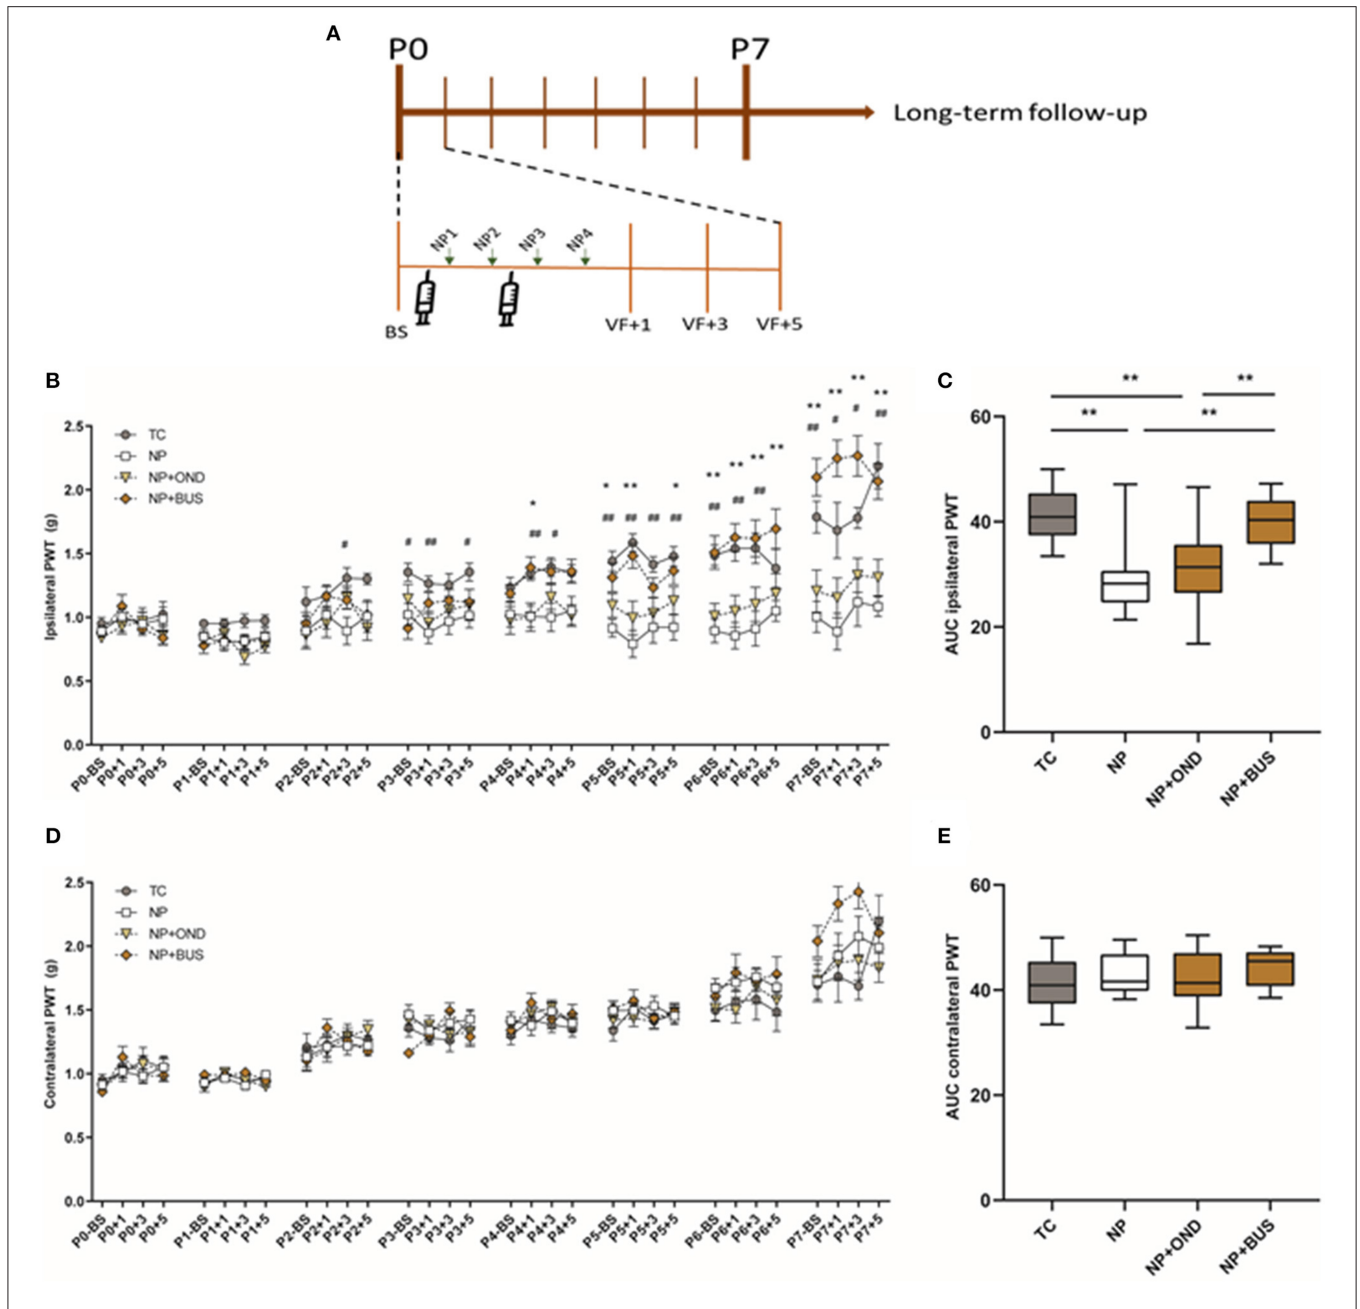 A
P0 P7
Long-term follow-up
NP1 NP2 NP3 NP4
BS VF+1 VF+3 VF+5
B
Ipsilateral PWT (g)
2.5
2.0
1.5
1.0
0.5
0.0
TC
NP
NP+OND
NP+BUS
# # ## # * ## # * ## ** ## ## * ## ** ## ** ## ** ## ** ** ## ** # ** # ** ##
P0-BS P0+1 P0+3 P0+5 P1-BS P1+1 P1+3 P1+5 P2-BS P2+1 P2+3 P2+5 P3-BS P3+1 P3+3 P3+5 P4-BS P4+1 P4+3 P4+5 P5-BS P5+1 P5+3 P5+5 P6-BS P6+1 P6+3 P6+5 P7-BS P7+1 P7+3 P7+5
C
AUC ipsilateral PWT
60
40
20
0
** **
** **
TC NP NP+OND NP+BUS
D
Contralateral PWT (g)
2.5
2.0
1.5
1.0
0.5
0.0
TC
NP
NP+OND
NP+BUS
P0-BS P0+1 P0+3 P0+5 P1-BS P1+1 P1+3 P1+5 P2-BS P2+1 P2+3 P2+5 P3-BS P3+1 P3+3 P3+5 P4-BS P4+1 P4+3 P4+5 P5-BS P5+1 P5+3 P5+5 P6-BS P6+1 P6+3 P6+5 P7-BS P7+1 P7+3 P7+5
E
AUC contralateral PWT
60
40
20
0
TC NP NP+OND NP+BUS